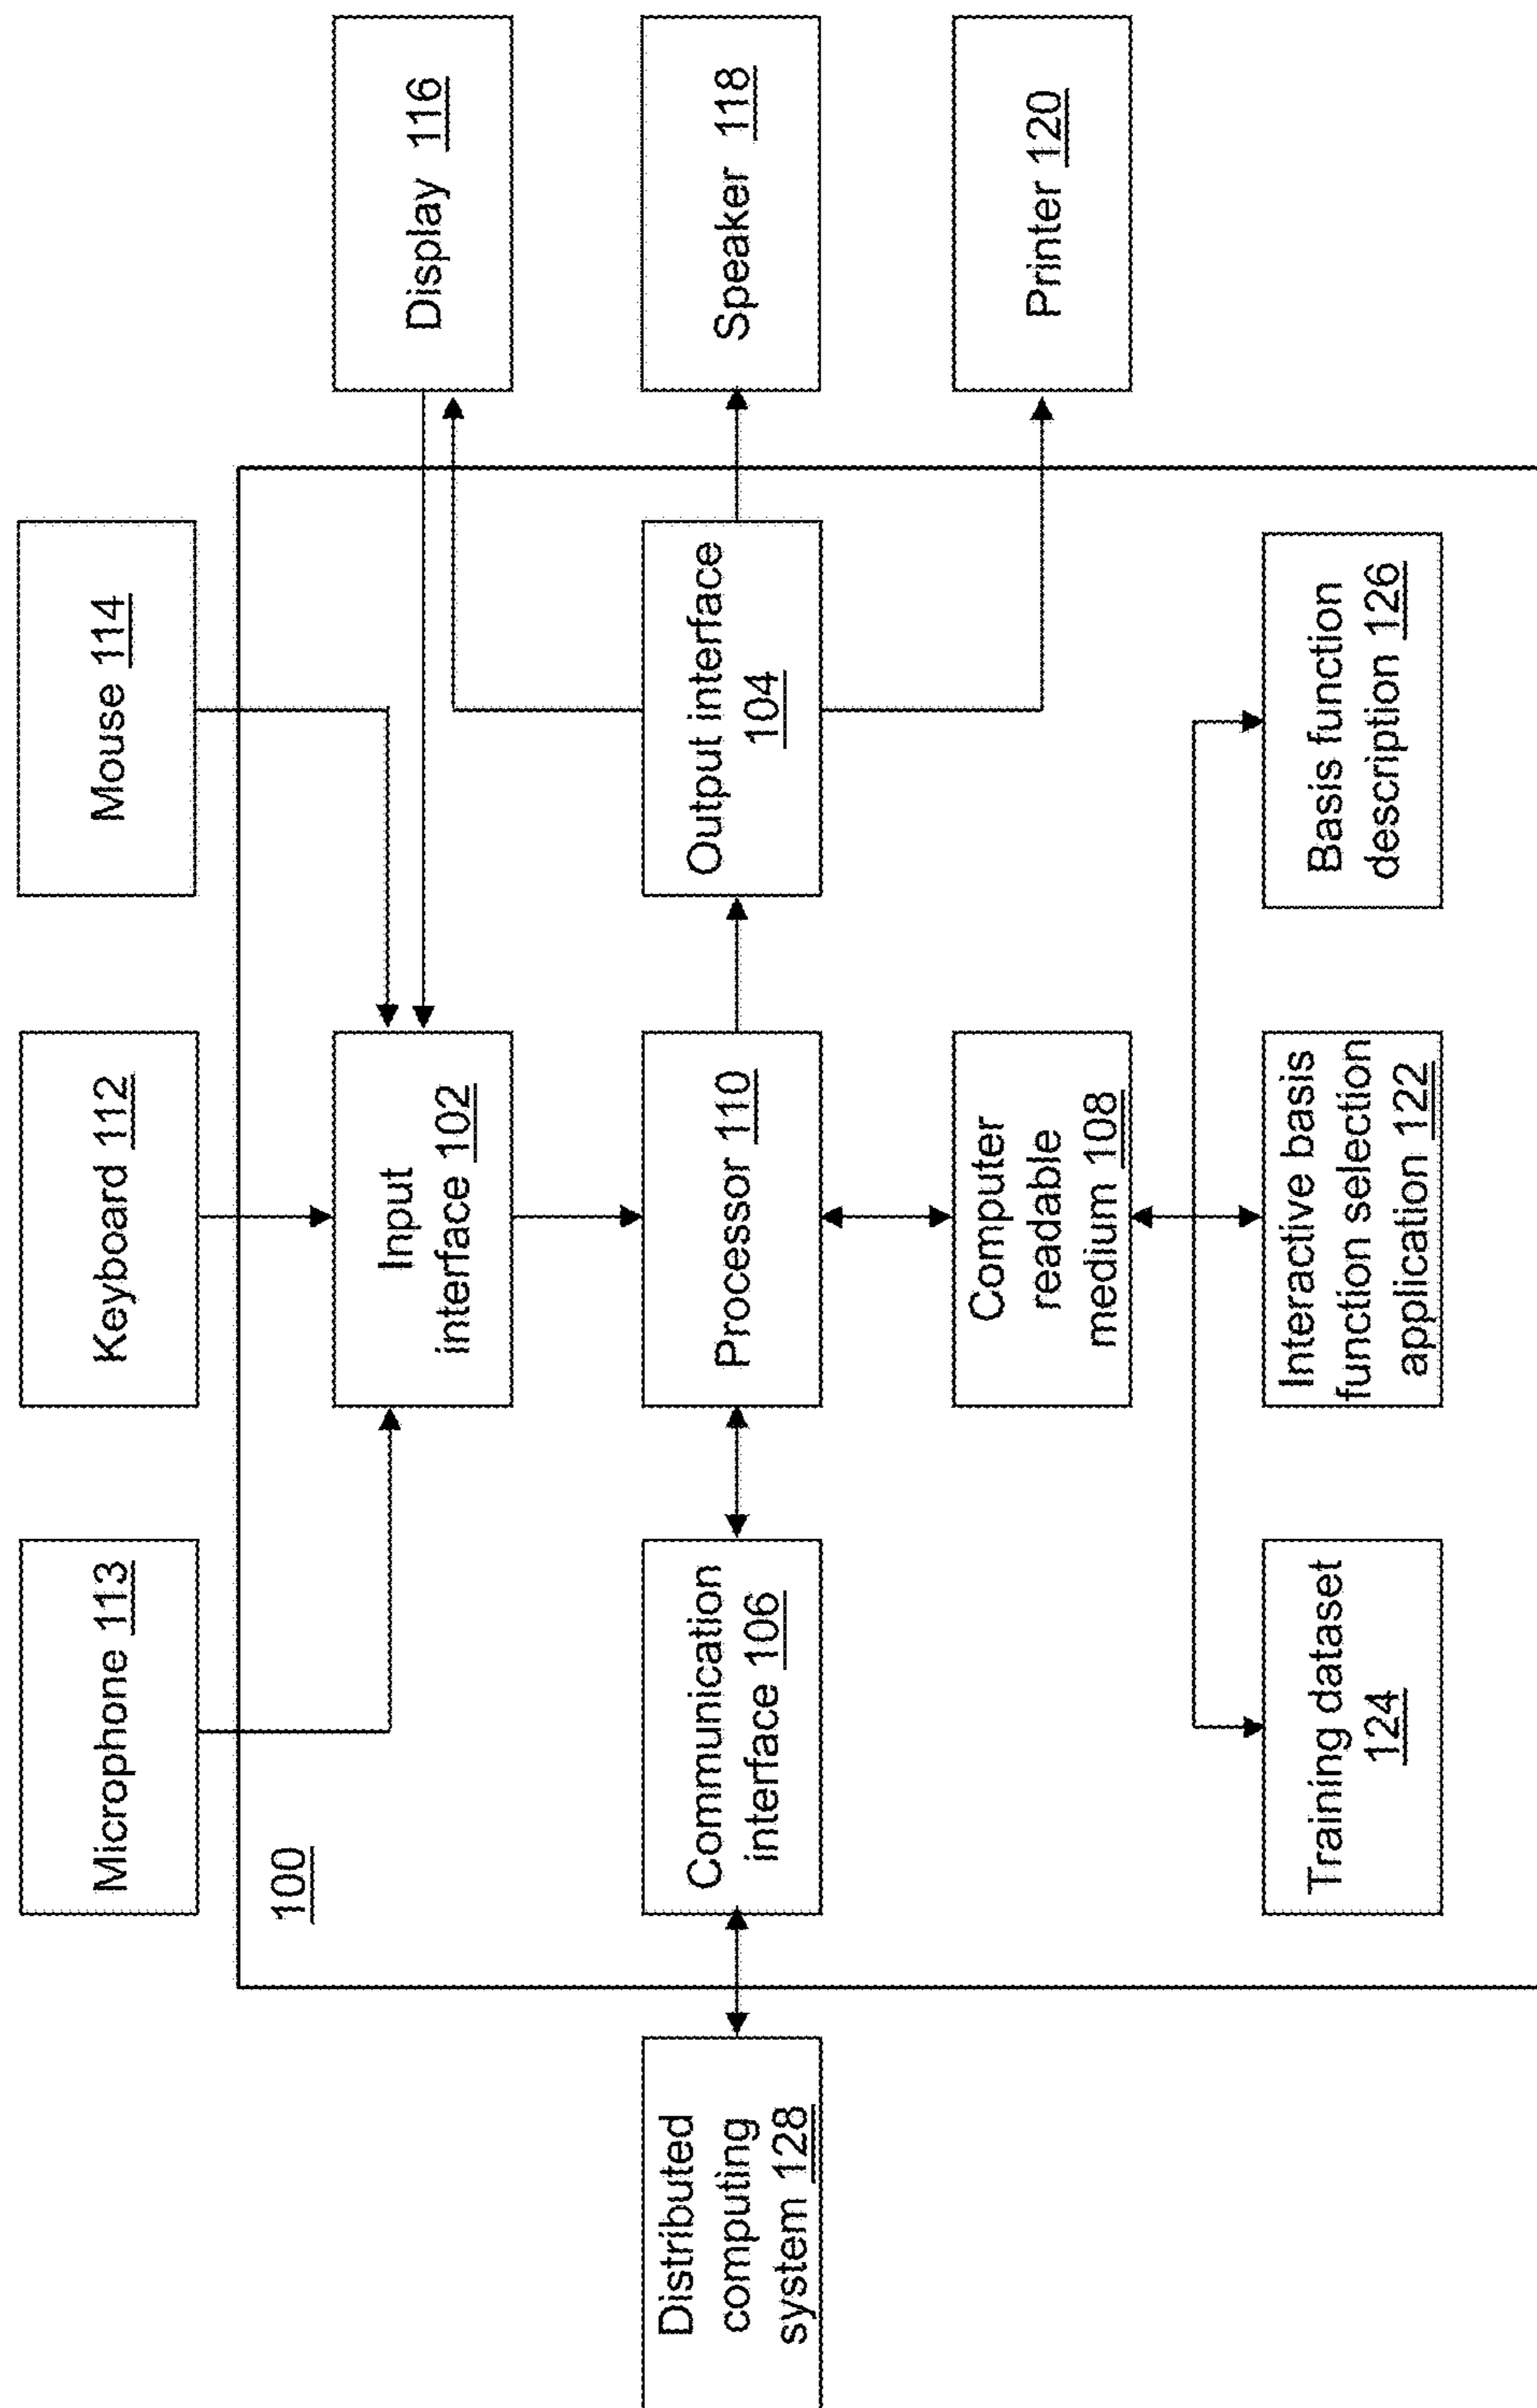 Microphone 113
Keyboard 112
Mouse 114
100
Input
interface 102
Display 116
Distributed
computing
system 128
Communication
interface 106
Processor 110
Output interface
104
Speaker 118
Computer
readable
medium 108
Printer 120
Training dataset
124
Interactive basis
function selection
application 122
Basis function
description 126